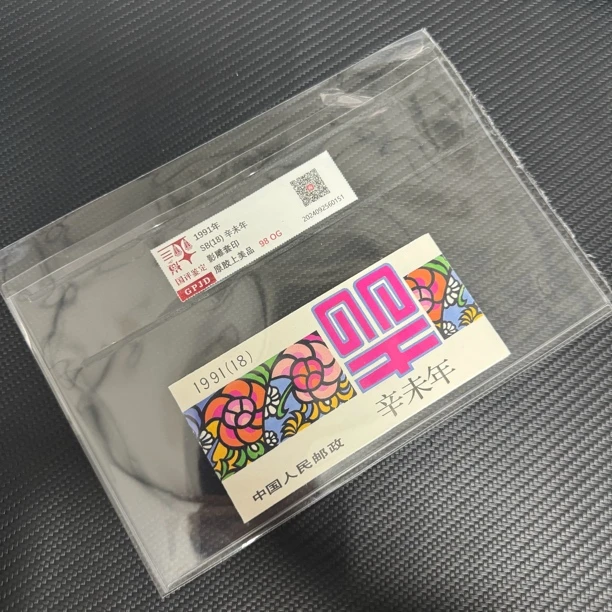 1991年
SB(18) 辛未年
影雕套印
原胶上美品 98 OG
国评鉴定
GPJD
2024092560151
1991(18)
辛未年
中国人民邮政